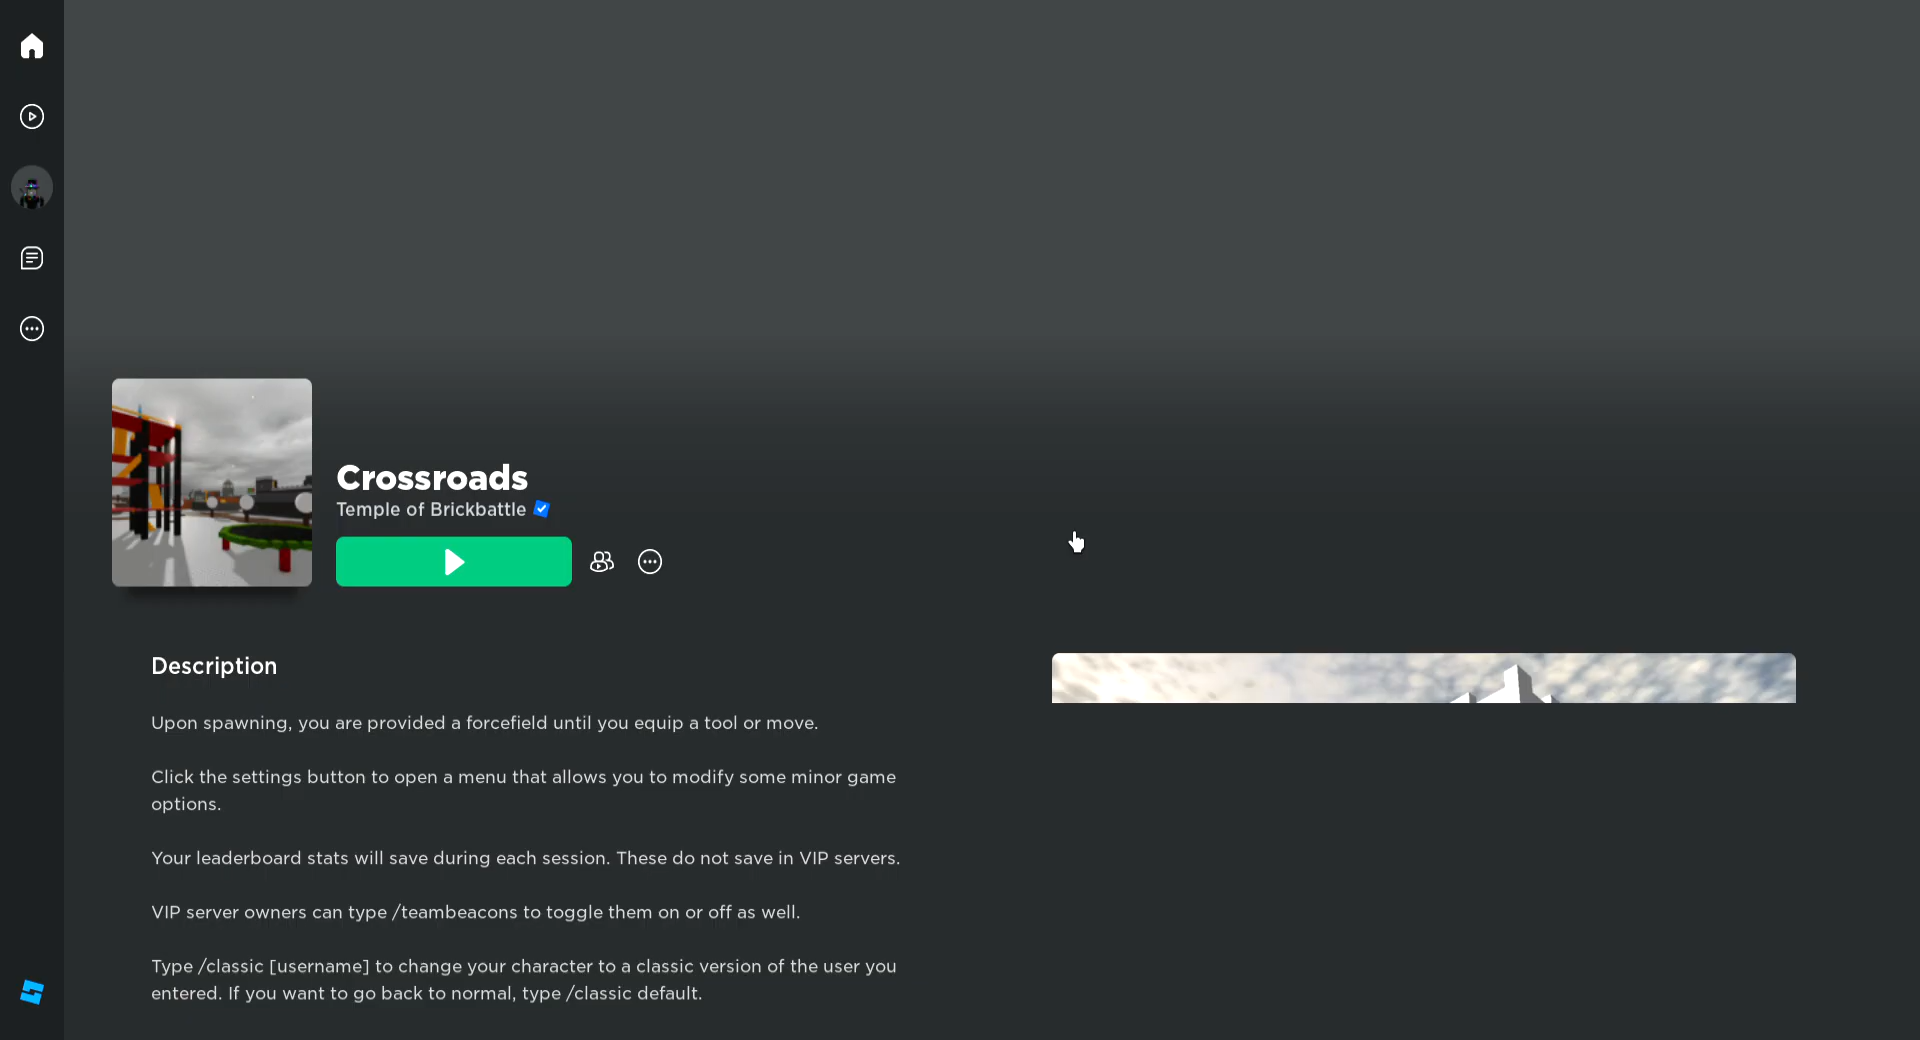 Crossroads
Temple of Brickbattle
Description
Upon spawning, you are provided a forcefield until you equip a tool or move.
Click the settings button to open a menu that allows you to modify some minor game
options.
Your leaderboard stats will save during each session. These do not save in VIP servers.
VIP server owners can type /teambeacons to toggle them on or off as well.
Type /classic [username] to change your character to a classic version of the user you
entered. If you want to go back to normal, type /classic default.